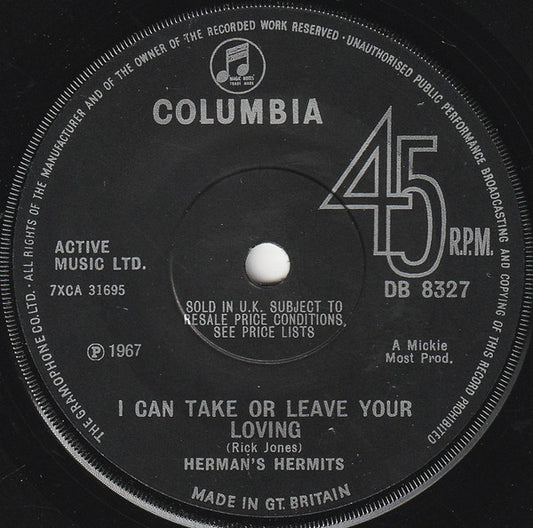 THE GRAMOPHONE CO. LTD. · ALL RIGHTS OF THE MANUFACTURER AND OF THE OWNER OF THE RECORDED WORK RESERVED · UNAUTHORISED PUBLIC PERFORMANCE BROADCASTING AND COPYING OF THIS RECORD PROHIBITED
MAGIC NOTES
TRADE MARK
COLUMBIA
45
R.P.M.
ACTIVE
MUSIC LTD.
7XCA 31695
DB 8327
SOLD IN U.K. SUBJECT TO
RESALE PRICE CONDITIONS,
SEE PRICE LISTS
Ⓟ 1967
A Mickie
Most Prod.
I CAN TAKE OR LEAVE YOUR
LOVING
(Rick Jones)
HERMAN'S HERMITS
MADE IN GT. BRITAIN